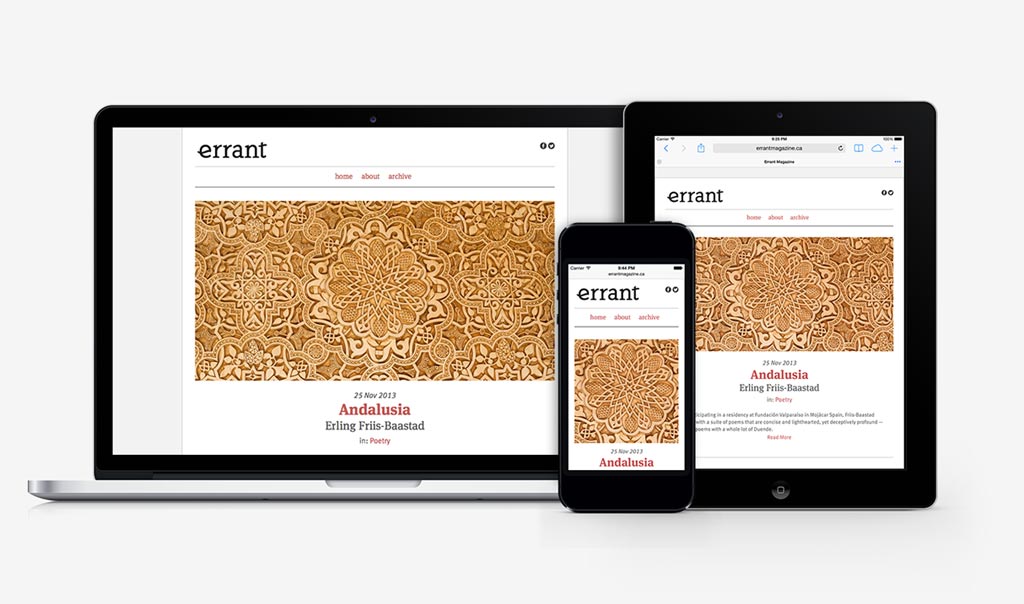 errant
home about archive
25 Nov 2013
Andalusia
Erling Friis-Baastad
in: Poetry
Carrier 9:44 PM
errantmagazine.ca
errant
home about archive
25 Nov 2013
Andalusia
Carrier 9:25 PM 100%
errantmagazine.ca
Errant Magazine
errant
home about archive
25 Nov 2013
Andalusia
Erling Friis-Baastad
in: Poetry
ticipating in a residency at Fundación Valparaíso in Mojácar Spain, Friis-Baastad
with a suite of poems that are concise and lighthearted, yet deceptively profound —
poems with a whole lot of Duende.
Read More